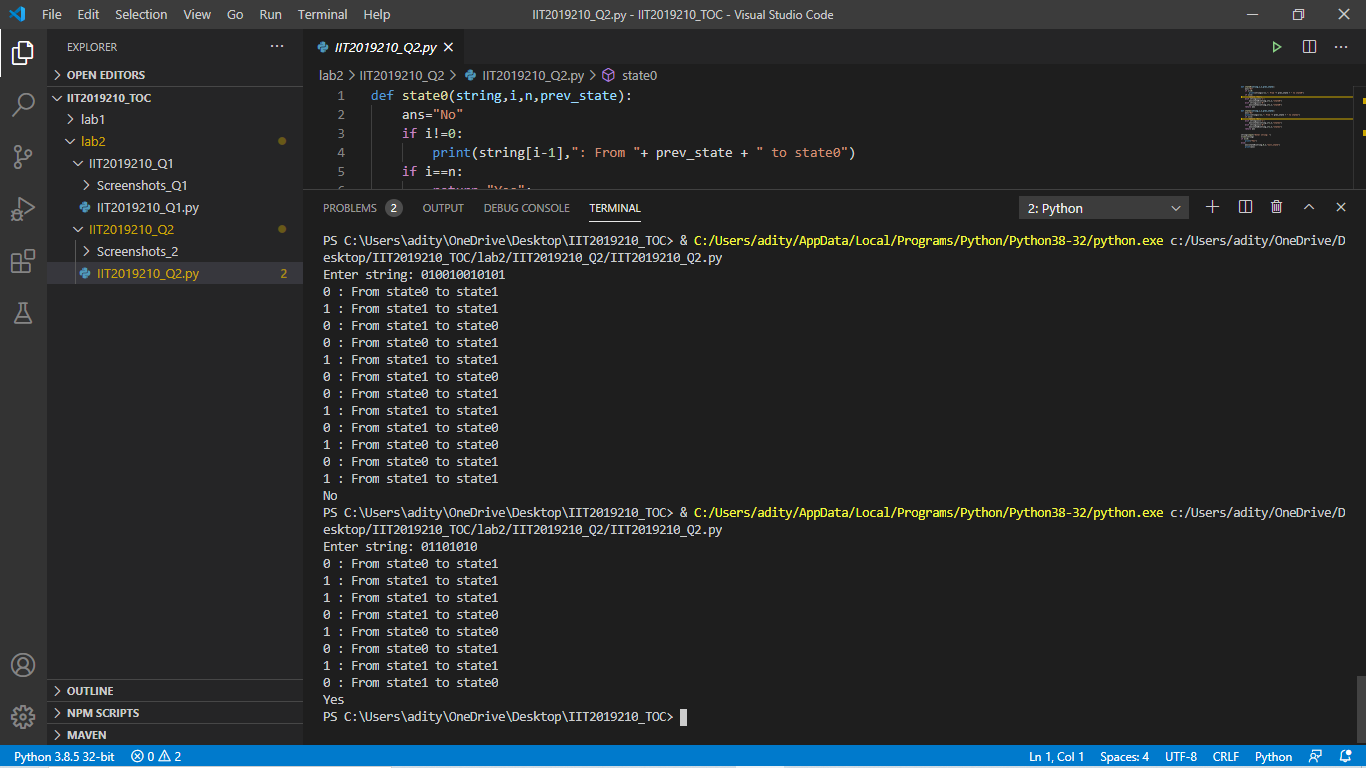 File Edit Selection View Go Run Terminal Help
IIT2019210_Q2.py - IIT2019210_TOC - Visual Studio Code
EXPLORER
OPEN EDITORS
IIT2019210_TOC
lab1
lab2
IIT2019210_Q1
Screenshots_Q1
IIT2019210_Q1.py
IIT2019210_Q2
Screenshots_2
IIT2019210_Q2.py 2
OUTLINE
NPM SCRIPTS
MAVEN
IIT2019210_Q2.py
lab2 > IIT2019210_Q2 > IIT2019210_Q2.py > state0
1 def state0(string,i,n,prev_state):
2 ans="No"
3 if i!=0:
4 print(string[i-1],": From "+ prev_state + " to state0")
5 if i==n:
PROBLEMS 2 OUTPUT DEBUG CONSOLE TERMINAL
2: Python
PS C:\Users\adity\OneDrive\Desktop\IIT2019210_TOC> & C:/Users/adity/AppData/Local/Programs/Python/Python38-32/python.exe c:/Users/adity/OneDrive/D
esktop/IIT2019210_TOC/lab2/IIT2019210_Q2/IIT2019210_Q2.py
Enter string: 010010010101
0 : From state0 to state1
1 : From state1 to state1
0 : From state1 to state0
0 : From state0 to state1
1 : From state1 to state1
0 : From state1 to state0
0 : From state0 to state1
1 : From state1 to state1
0 : From state1 to state0
1 : From state0 to state0
0 : From state0 to state1
1 : From state1 to state1
No
PS C:\Users\adity\OneDrive\Desktop\IIT2019210_TOC> & C:/Users/adity/AppData/Local/Programs/Python/Python38-32/python.exe c:/Users/adity/OneDrive/D
esktop/IIT2019210_TOC/lab2/IIT2019210_Q2/IIT2019210_Q2.py
Enter string: 01101010
0 : From state0 to state1
1 : From state1 to state1
1 : From state1 to state1
0 : From state1 to state0
1 : From state0 to state0
0 : From state0 to state1
1 : From state1 to state1
0 : From state1 to state0
Yes
PS C:\Users\adity\OneDrive\Desktop\IIT2019210_TOC>
Python 3.8.5 32-bit 0 2
Ln 1, Col 1 Spaces: 4 UTF-8 CRLF Python